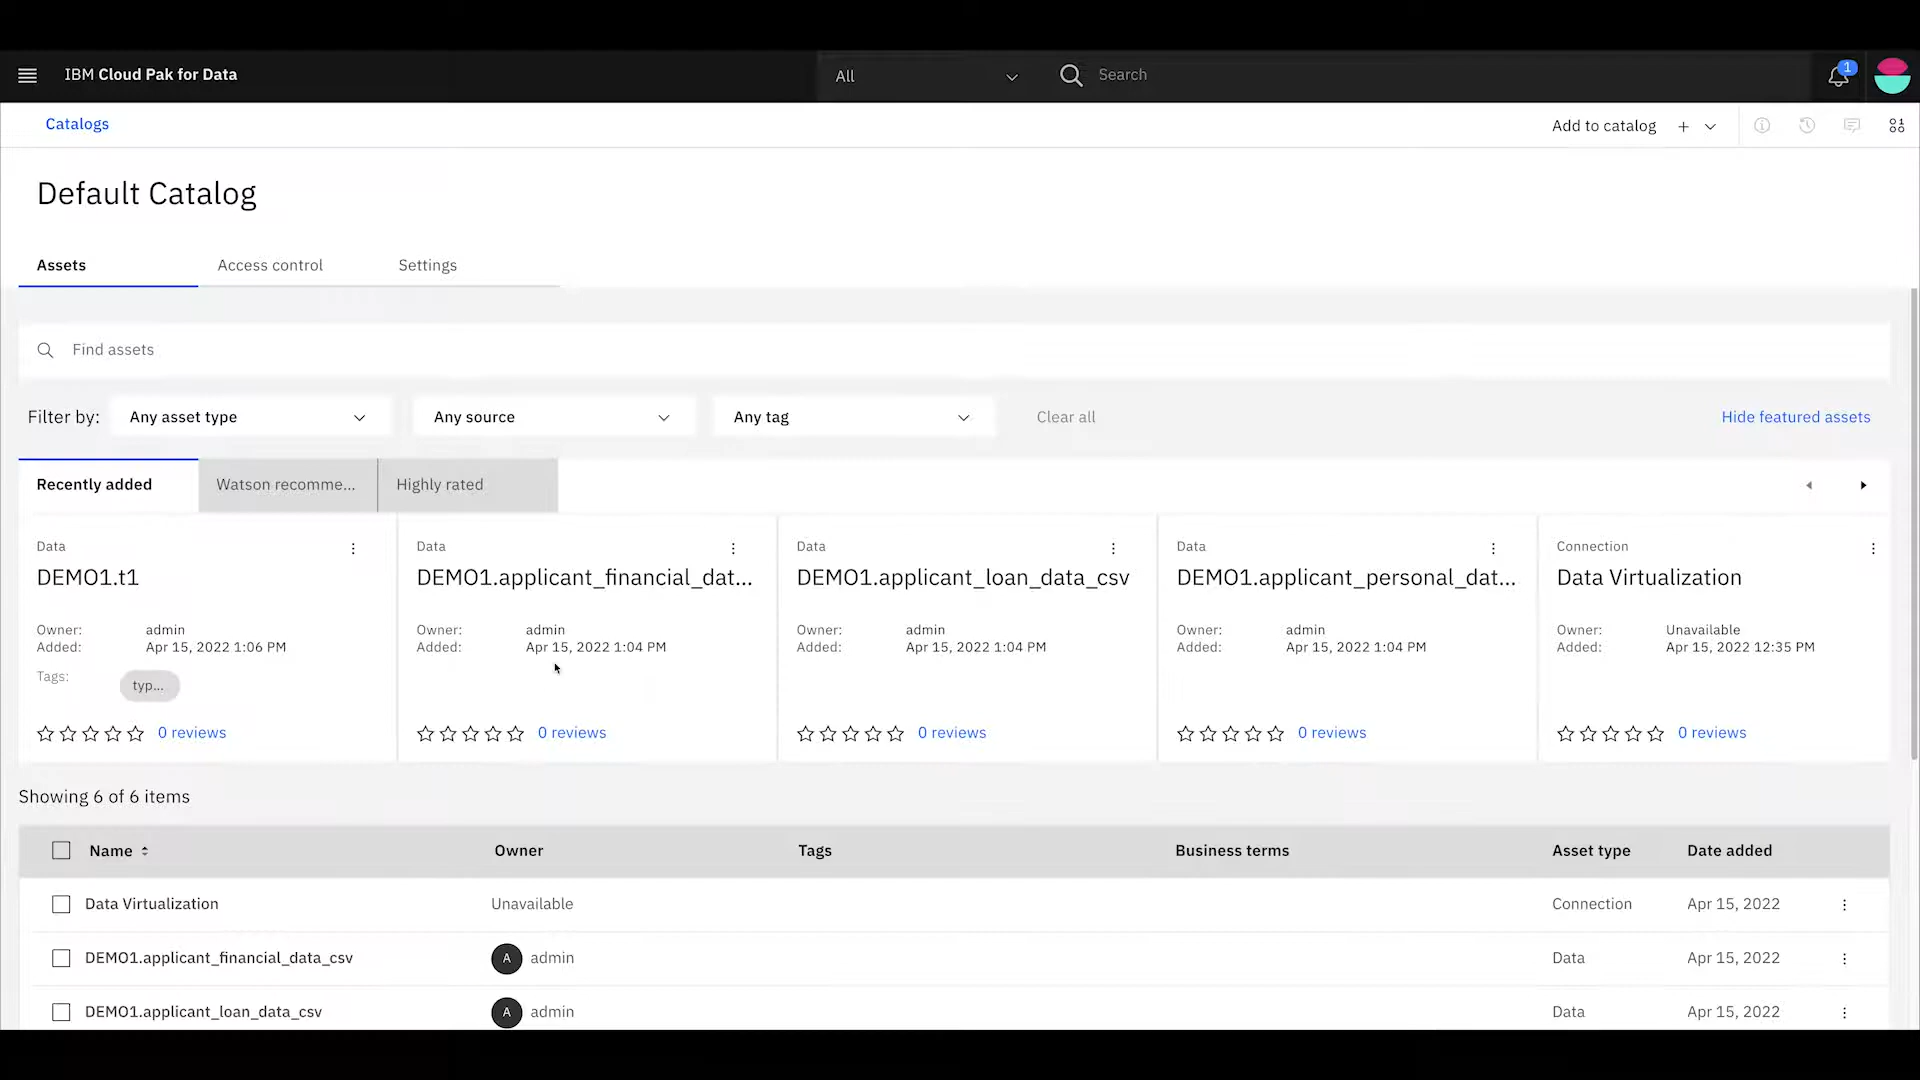 IBM Cloud Pak for Data
All
Search
1
Catalogs
Add to catalog
Default Catalog
Assets
Access control
Settings
Find assets
Filter by:
Any asset type
Any source
Any tag
Clear all
Hide featured assets
Recently added
Watson recomme...
Highly rated
Data
DEMO1.t1
Owner: admin
Added: Apr 15, 2022 1:06 PM
Tags: typ...
0 reviews
Data
DEMO1.applicant_financial_dat...
Owner: admin
Added: Apr 15, 2022 1:04 PM
0 reviews
Data
DEMO1.applicant_loan_data_csv
Owner: admin
Added: Apr 15, 2022 1:04 PM
0 reviews
Data
DEMO1.applicant_personal_dat...
Owner: admin
Added: Apr 15, 2022 1:04 PM
0 reviews
Connection
Data Virtualization
Owner: Unavailable
Added: Apr 15, 2022 12:35 PM
0 reviews
Showing 6 of 6 items
Name Owner Tags Business terms Asset type Date added
Data Virtualization Unavailable Connection Apr 15, 2022
DEMO1.applicant_financial_data_csv A admin Data Apr 15, 2022
DEMO1.applicant_loan_data_csv A admin Data Apr 15, 2022